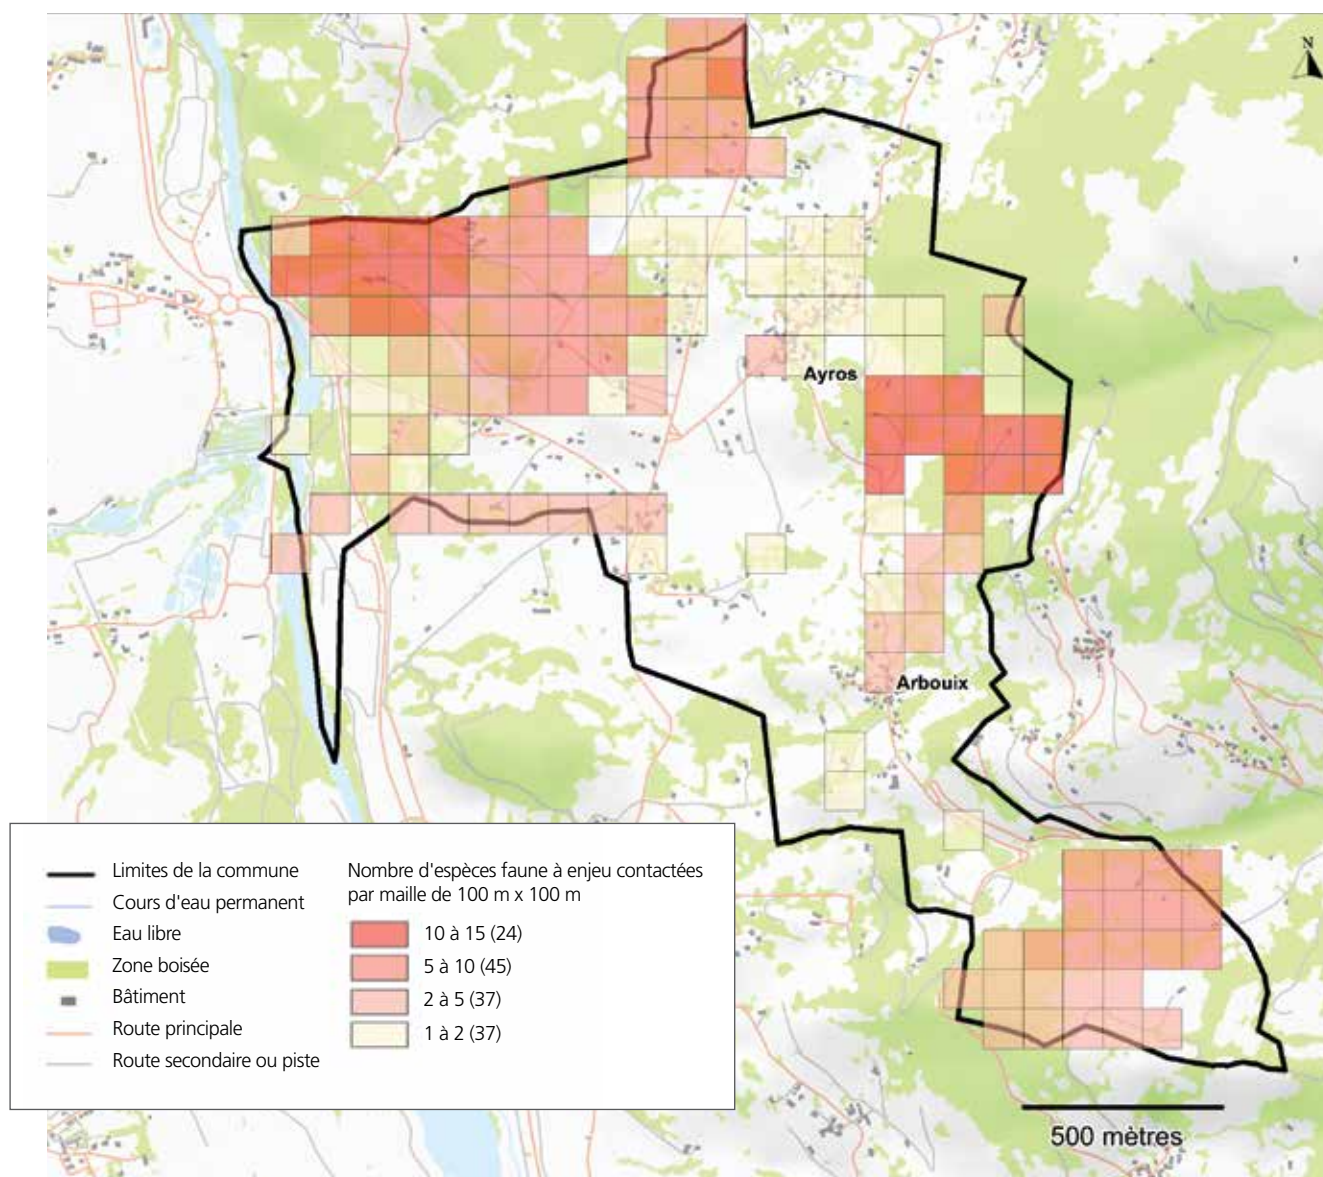 N
Ayros
Arbouix
Limites de la commune
Cours d'eau permanent
Eau libre
Zone boisée
Bâtiment
Route principale
Route secondaire ou piste
Nombre d'espèces faune à enjeu contactées
par maille de 100 m x 100 m
10 à 15 (24)
5 à 10 (45)
2 à 5 (37)
1 à 2 (37)
500 mètres